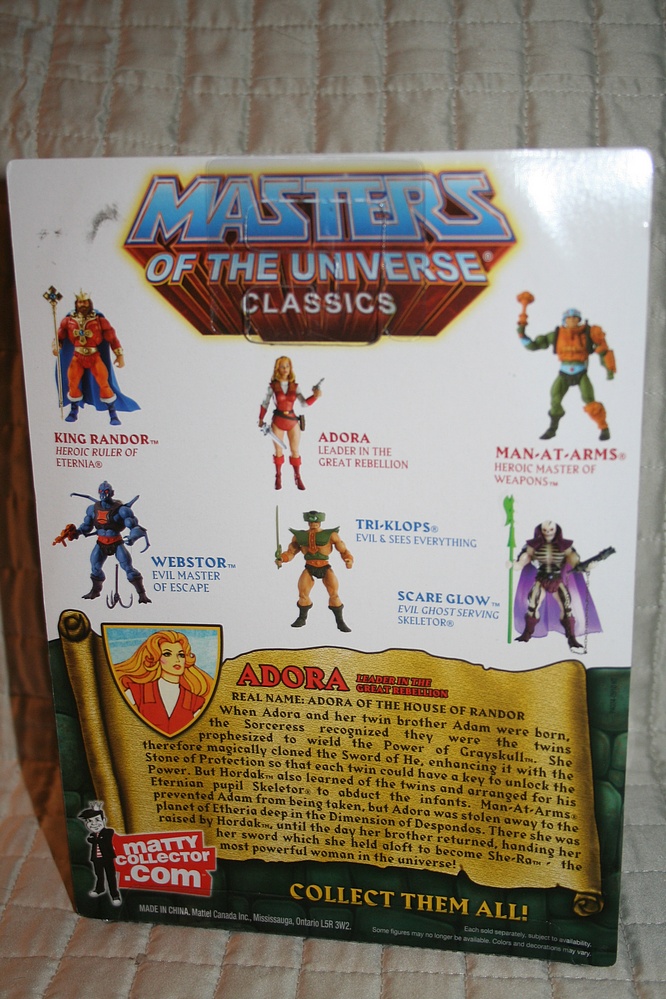 MASTERS
OF THE UNIVERSE®
CLASSICS
KING RANDOR™
HEROIC RULER OF
ETERNIA®
ADORA
LEADER IN THE
GREAT REBELLION
MAN-AT-ARMS®
HEROIC MASTER OF
WEAPONS™
WEBSTOR™
EVIL MASTER
OF ESCAPE
TRI-KLOPS®
EVIL & SEES EVERYTHING
SCARE GLOW™
EVIL GHOST SERVING
SKELETOR®
ADORA LEADER IN THE
GREAT REBELLION
REAL NAME: ADORA OF THE HOUSE OF RANDOR
When Adora and her twin brother Adam were born,
the Sorceress recognized they were the twins
prophesized to wield the Power of Grayskull™. She
therefore magically cloned the Sword of He, enhancing it with the
Stone of Protection so that each twin could have a key to unlock the
Power. But Hordak™ also learned of the twins and arranged for his
Eternian pupil Skeletor® to abduct the infants. Man-At-Arms®
prevented Adam from being taken, but Adora was stolen away to the
planet of Etheria deep in the Dimension of Despondos. There she was
raised by Hordak™, until the day her brother returned, handing her
her sword which she held aloft to become She-Ra™ - the
most powerful woman in the universe!
matty
COLLECTOR
.com
COLLECT THEM ALL!
MADE IN CHINA. Mattel Canada Inc., Mississauga, Ontario L5R 3W2.
Each sold separately, subject to availability.
Some figures may no longer be available. Colors and decorations may vary.